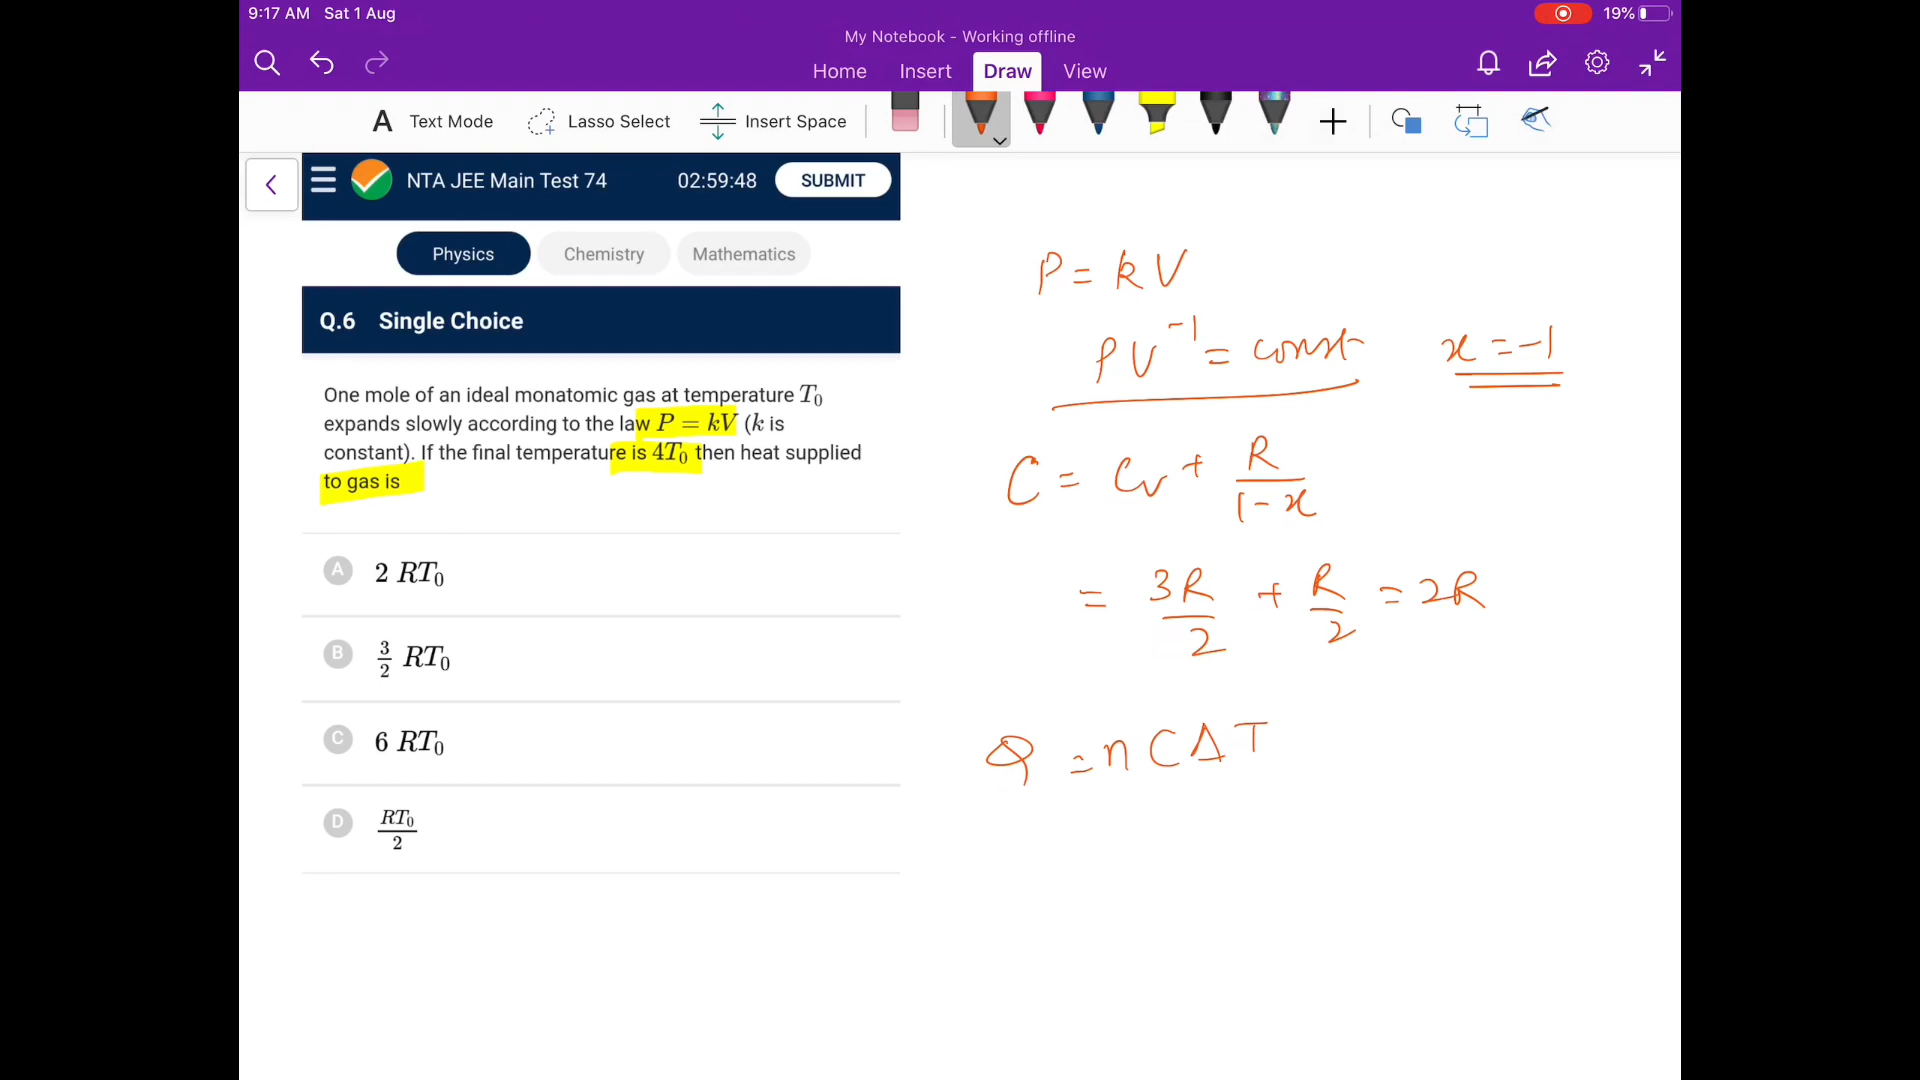 9:17 AM Sat 1 Aug
19%
My Notebook - Working offline
Home Insert Draw View
A Text Mode Lasso Select Insert Space
NTA JEE Main Test 74 02:59:48 SUBMIT
Physics Chemistry Mathematics
Q.6 Single Choice
One mole of an ideal monatomic gas at temperature T₀
expands slowly according to the law P = kV (k is
constant). If the final temperature is 4T₀ then heat supplied
to gas is
A 2 RT₀
B 3/2 RT₀
C 6 RT₀
D RT₀/2
P = kV
PV⁻¹ = const x = -1
C = Cv + R/(1-x)
= 3R/2 + R/2 = 2R
Q = nCΔT